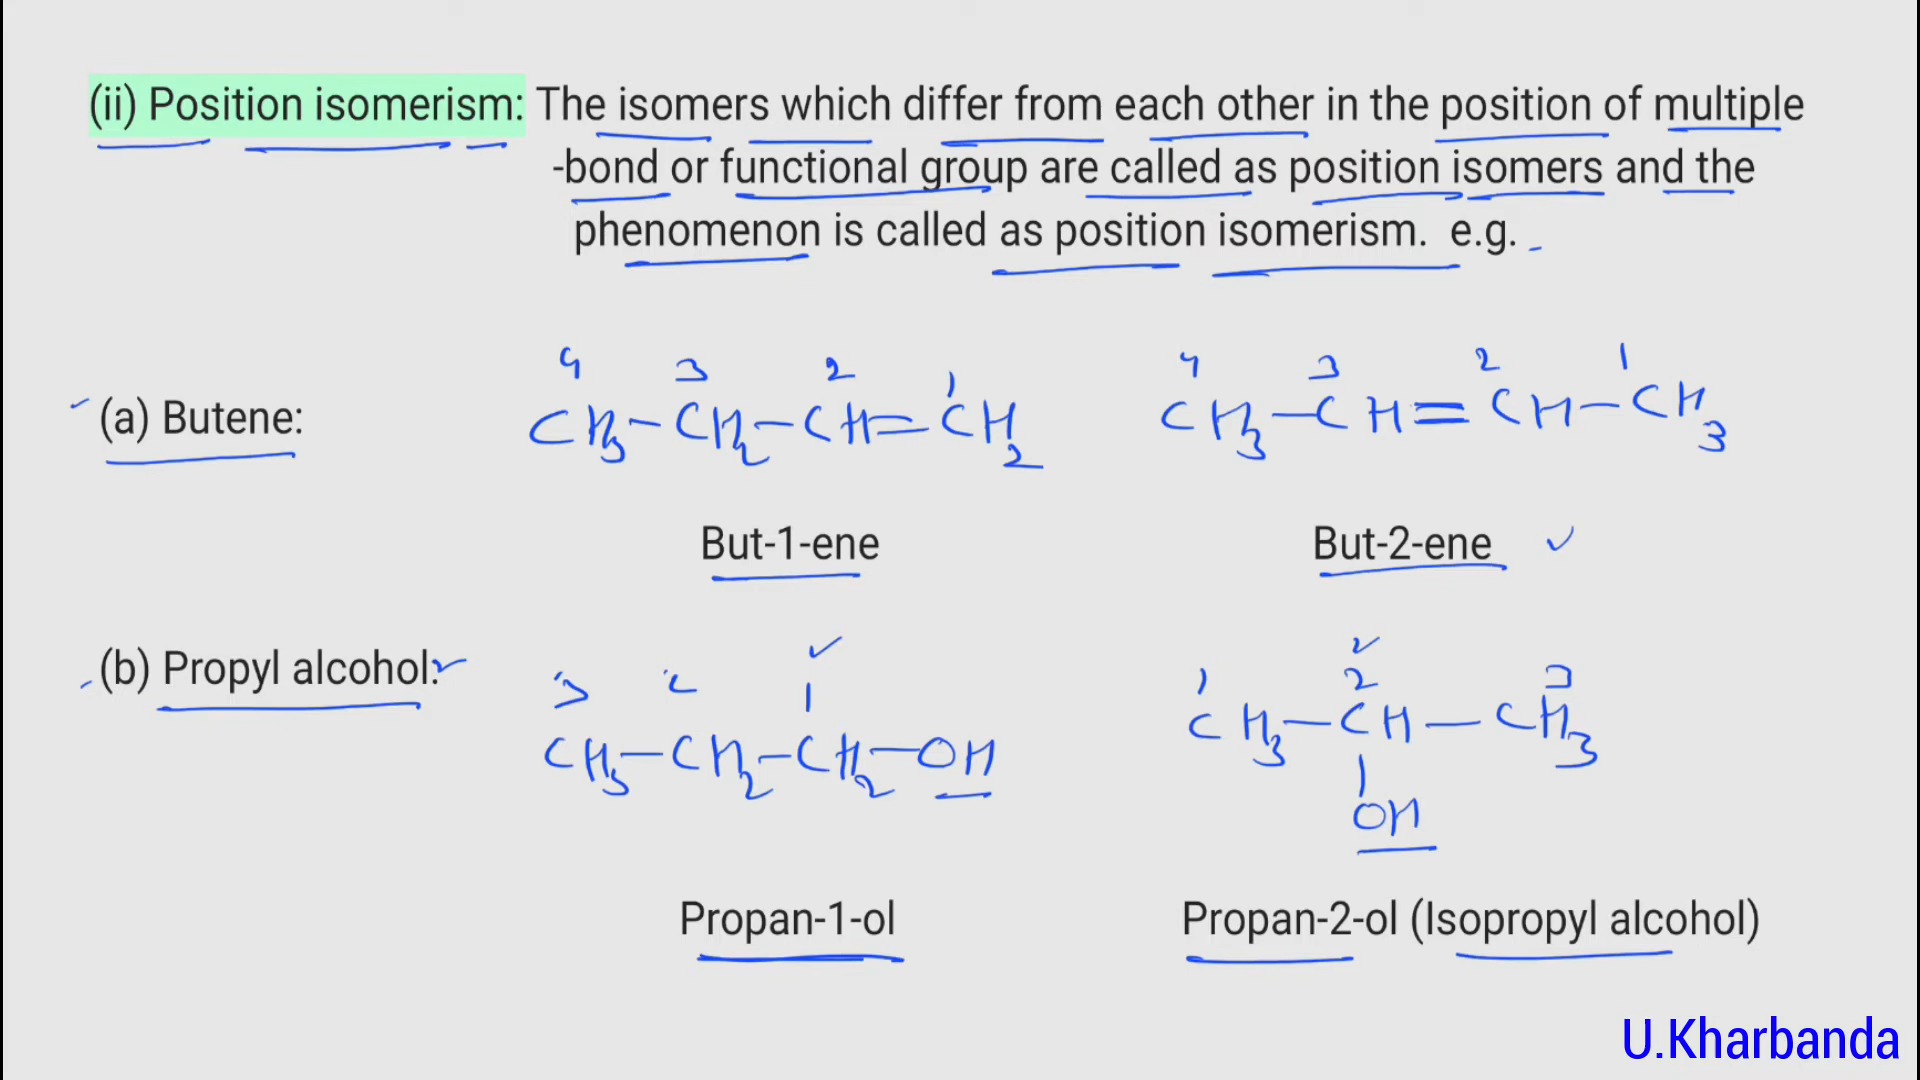 (ii) Position isomerism: The isomers which differ from each other in the position of multiple
-bond or functional group are called as position isomers and the
phenomenon is called as position isomerism. e.g.
4 3 2 1
4 3 2 1
(a) Butene: CH3-CH2-CH=CH2 CH3-CH=CH-CH3
But-1-ene But-2-ene
(b) Propyl alcohol:
3 2 1
1 2 3
CH3-CH2-CH2-OH CH3-CH-CH3
OH
Propan-1-ol Propan-2-ol (Isopropyl alcohol)
U.Kharbanda